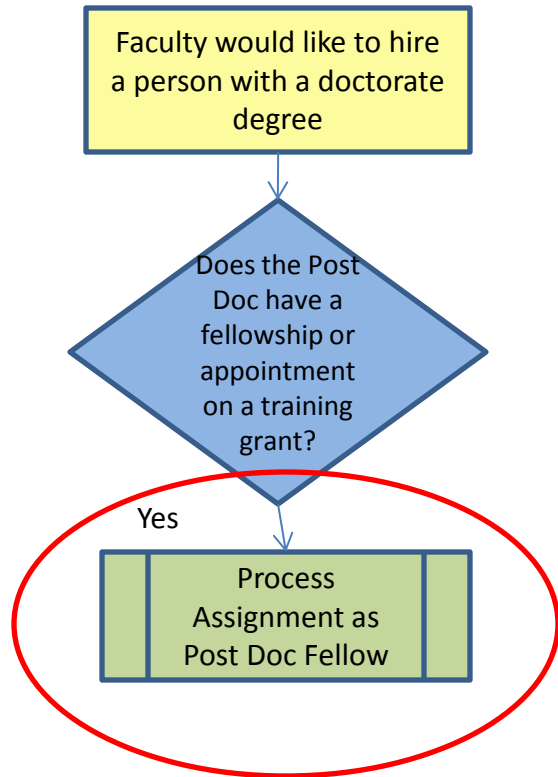 Faculty would like to hire
a person with a doctorate
degree
Does the Post
Doc have a
fellowship or
appointment
on a training
grant?
Yes
Process
Assignment as
Post Doc Fellow